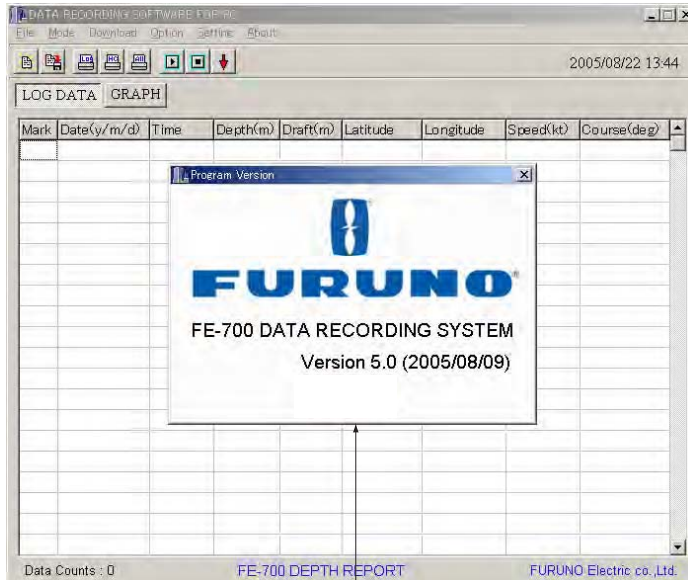 DATA RECORDING SOFTWARE FOR PC
File Mode Download Option Setting About
2005/08/22 13:44
LOG DATA GRAPH
Mark Date(y/m/d) Time Depth(m) Draft(m) Latitude Longitude Speed(kt) Course(deg)
Program Version
FURUNO®
FE-700 DATA RECORDING SYSTEM
Version 5.0 (2005/08/09)
Data Counts : 0 FE-700 DEPTH REPORT FURUNO Electric co.,Ltd.